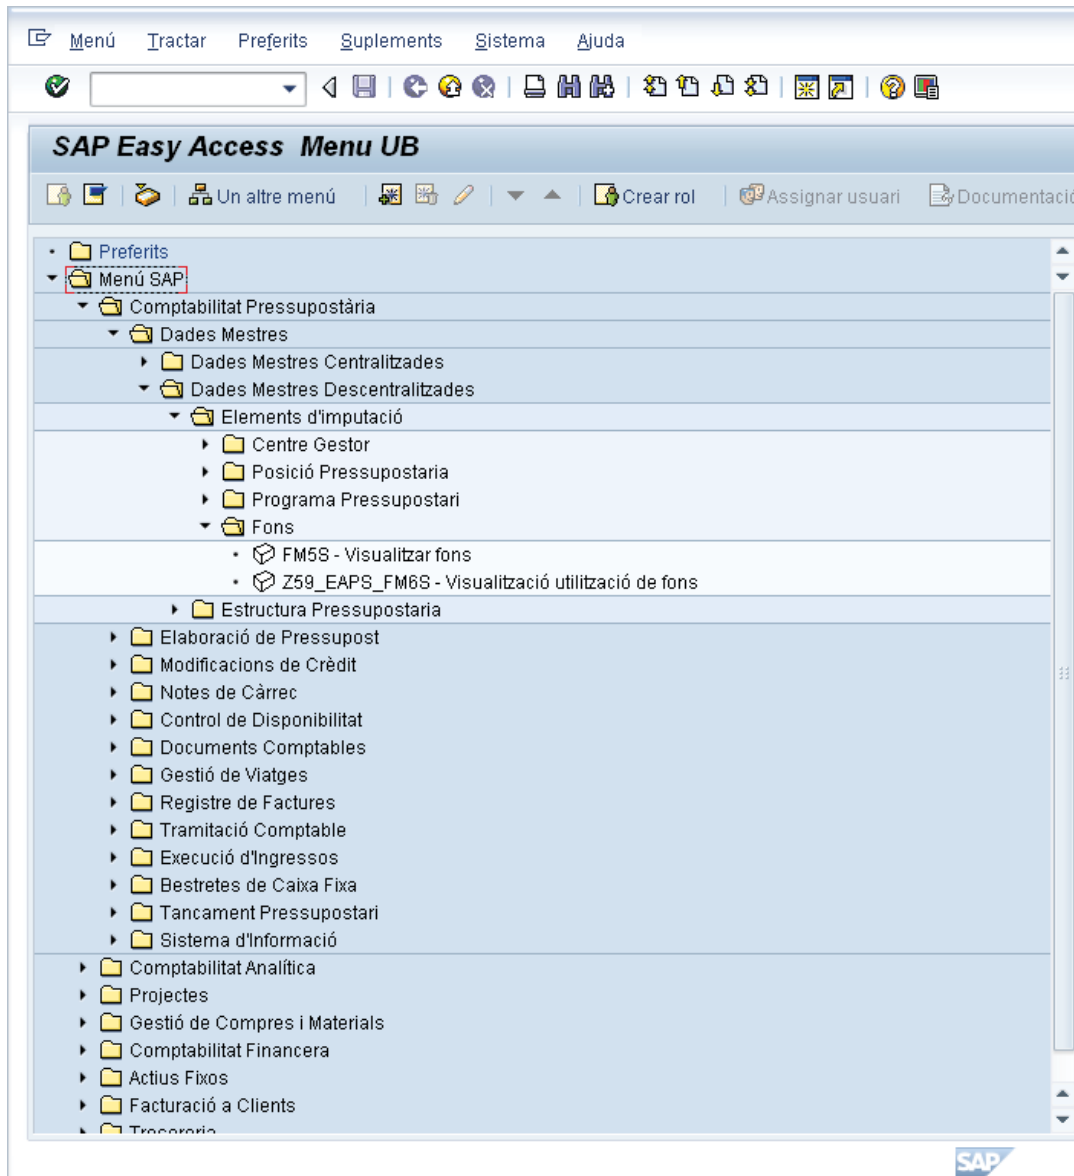 Menú Tractar Preferits Suplements Sistema Ajuda
SAP Easy Access Menu UB
Un altre menú Crear rol Assignar usuari Documentació
Preferits
Menú SAP
Comptabilitat Pressupostària
Dades Mestres
Dades Mestres Centralitzades
Dades Mestres Descentralitzades
Elements d'imputació
Centre Gestor
Posició Pressupostaria
Programa Pressupostari
Fons
FM5S - Visualitzar fons
Z59_EAPS_FM6S - Visualització utilització de fons
Estructura Pressupostaria
Elaboració de Pressupost
Modificacions de Crèdit
Notes de Càrrec
Control de Disponibilitat
Documents Comptables
Gestió de Viatges
Registre de Factures
Tramitació Comptable
Execució d'Ingressos
Bestretes de Caixa Fixa
Tancament Pressupostari
Sistema d'Informació
Comptabilitat Analítica
Projectes
Gestió de Compres i Materials
Comptabilitat Financera
Actius Fixos
Facturació a Clients
SAP